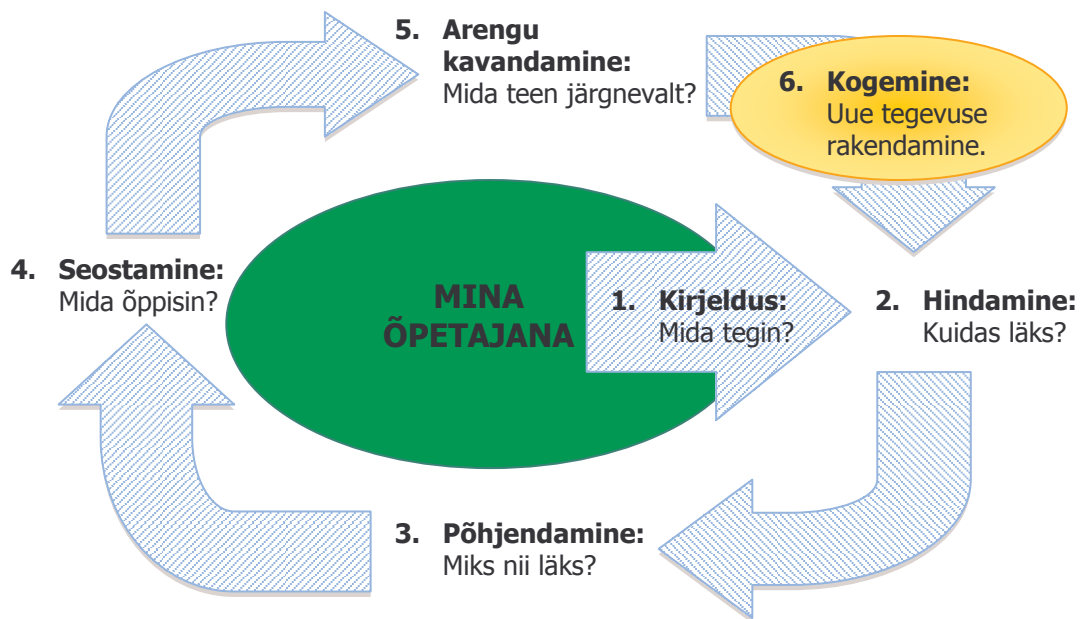 MINA
ÕPETAJANA
1. Kirjeldus:
Mida tegin?
2. Hindamine:
Kuidas läks?
3. Põhjendamine:
Miks nii läks?
4. Seostamine:
Mida õppisin?
5. Arengu
kavandamine:
Mida teen järgnevalt?
6. Kogemine:
Uue tegevuse
rakendamine.